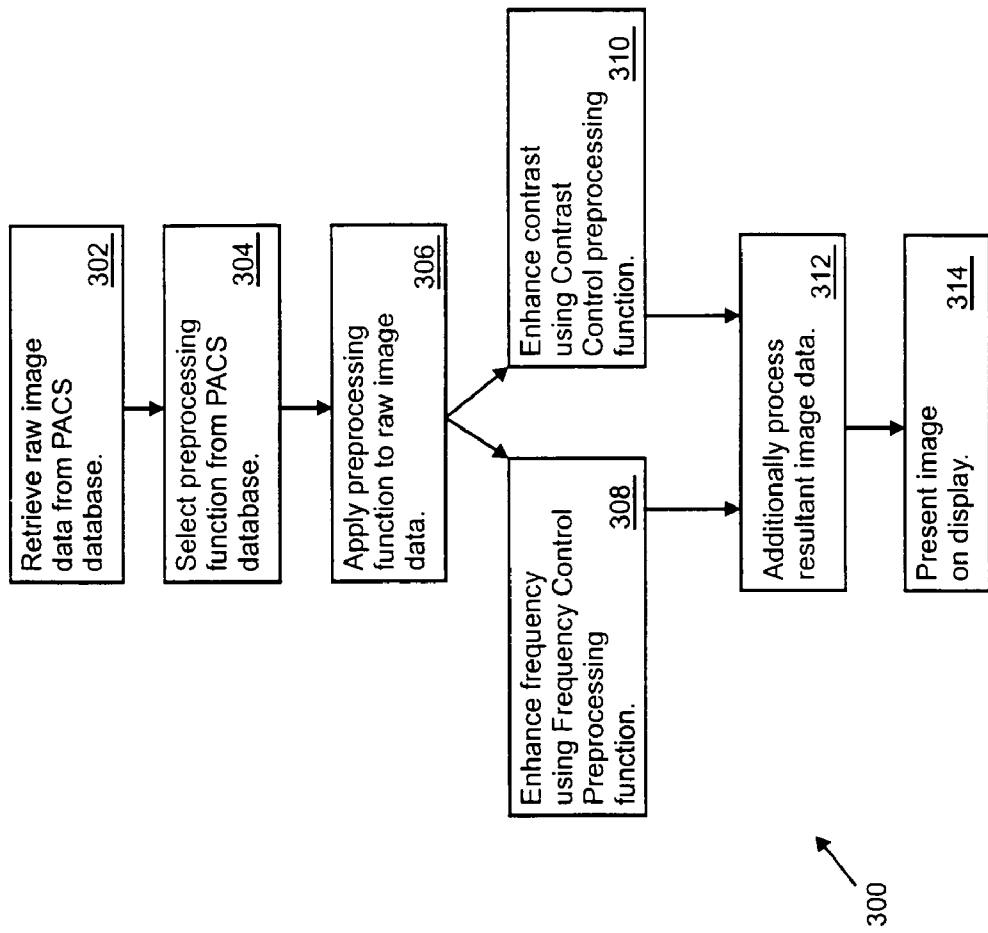 Retrieve raw image
data from PACS
database.
302
Select preprocessing
function from PACS
database.
304
Apply preprocessing
function to raw image
data.
306
Enhance frequency
using Frequency Control
Preprocessing
function.
308
Enhance contrast
using Contrast
Control preprocessing
function.
310
Additionally process
resultant image data.
312
Present image
on display.
314
300